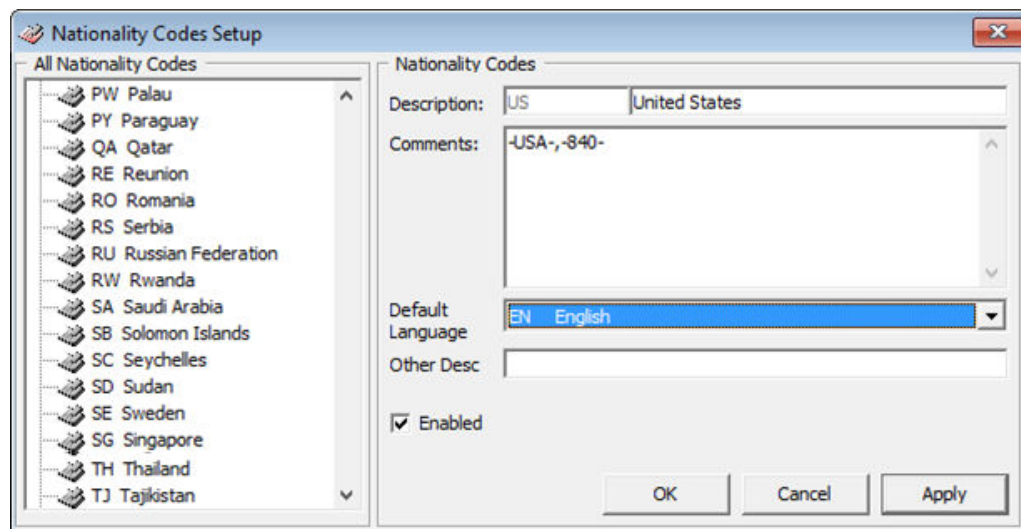 Nationality Codes Setup
All Nationality Codes
PW Palau
PY Paraguay
QA Qatar
RE Reunion
RO Romania
RS Serbia
RU Russian Federation
RW Rwanda
SA Saudi Arabia
SB Solomon Islands
SC Seychelles
SD Sudan
SE Sweden
SG Singapore
TH Thailand
TJ Tajikistan
Nationality Codes
Description: US United States
Comments: -USA-,-840-
Default
Language
EN English
Other Desc
Enabled
OK Cancel Apply